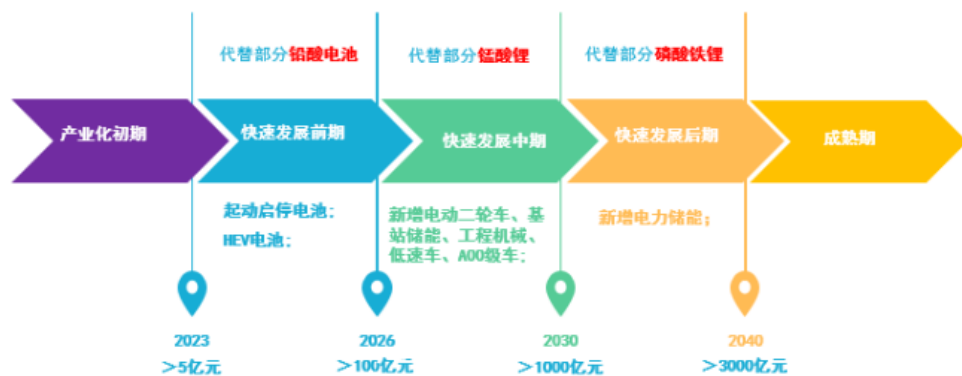 代替部分铅酸电池
代替部分锰酸锂
代替部分磷酸铁锂
产业化初期
快速发展前期
快速发展中期
快速发展后期
成熟期
起动启停电池;
HEV电池;
新增电动二轮车、基
站储能、工程机械、
低速车、A00级车;
新增电力储能;
2023
>5亿元
2026
>100亿元
2030
>1000亿元
2040
>3000亿元